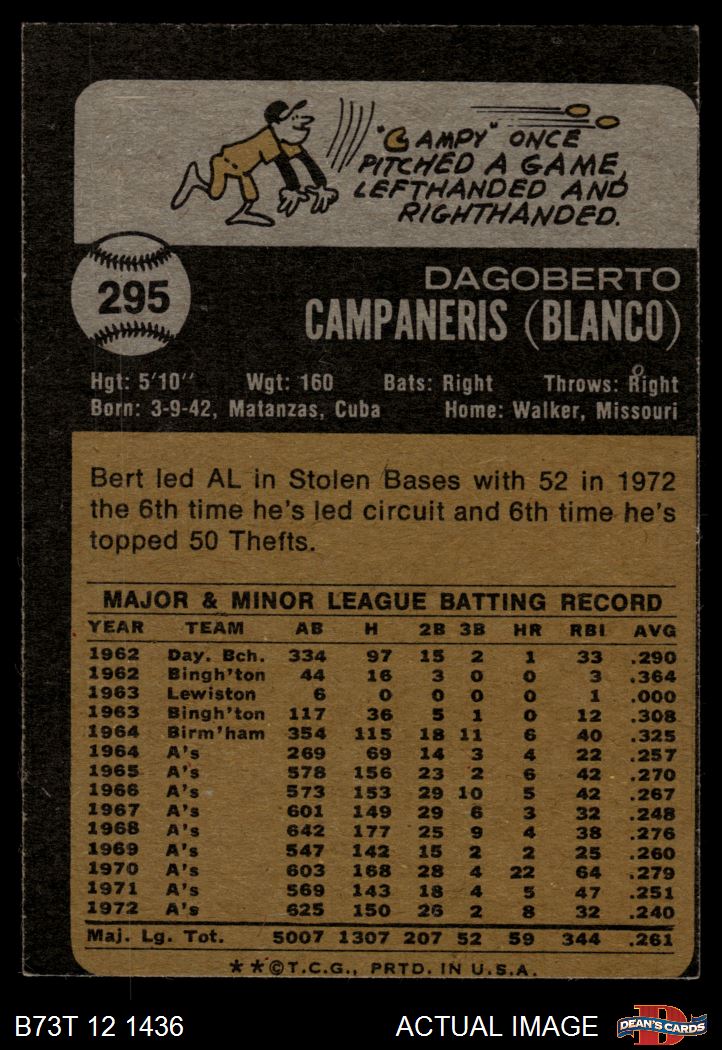 "CAMPY" ONCE
PITCHED A GAME,
LEFTHANDED AND
RIGHTHANDED.
295
DAGOBERTO
CAMPANERIS (BLANCO)
Hgt: 5'10" Wgt: 160 Bats: Right Throws: Right
Born: 3-9-42, Matanzas, Cuba Home: Walker, Missouri
Bert led AL in Stolen Bases with 52 in 1972
the 6th time he's led circuit and 6th time he's
topped 50 Thefts.
MAJOR & MINOR LEAGUE BATTING RECORD
YEAR TEAM AB H 2B 3B HR RBI AVG
1962 Day. Bch. 334 97 15 2 1 33 .290
1962 Bingh'ton 44 16 3 0 0 3 .364
1963 Lewiston 6 0 0 0 0 1 .000
1963 Bingh'ton 117 36 5 1 0 12 .308
1964 Birm'ham 354 115 18 11 6 40 .325
1964 A's 269 69 14 3 4 22 .257
1965 A's 578 156 23 2 6 42 .270
1966 A's 573 153 29 10 5 42 .267
1967 A's 601 149 29 6 3 32 .248
1968 A's 642 177 25 9 4 38 .276
1969 A's 547 142 15 2 2 25 .260
1970 A's 603 168 28 4 22 64 .279
1971 A's 569 143 18 4 5 47 .251
1972 A's 625 150 26 2 8 32 .240
Maj. Lg. Tot. 5007 1307 207 52 59 344 .261
**©T.C.G., PRTD. IN U.S.A.
B73T 12 1436 ACTUAL IMAGE
D
DEAN'S CARDS